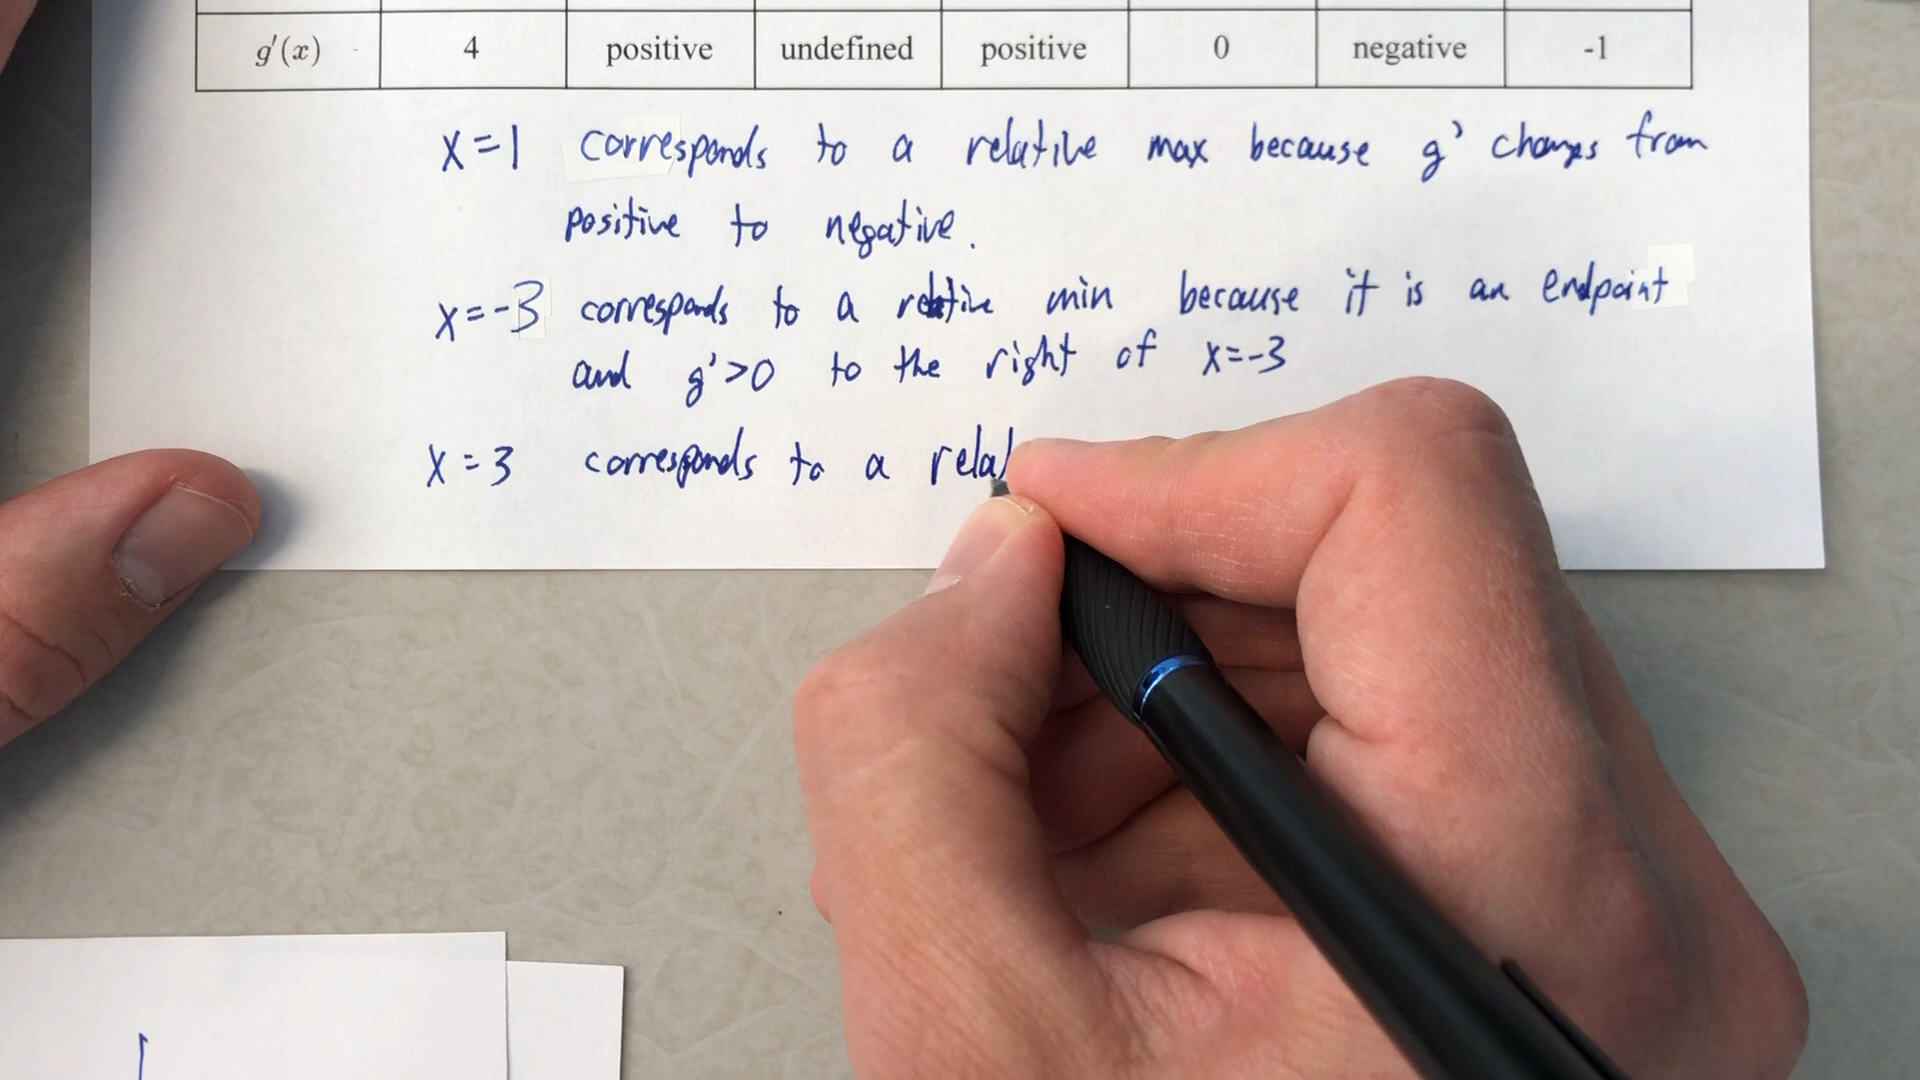 g'(x) 4 positive undefined positive 0 negative -1
x=1 corresponds to a relative max because g' changes from
positive to negative.
x=-3 corresponds to a relative min because it is an endpoint
and g'>0 to the right of x=-3
x=3 corresponds to a relat